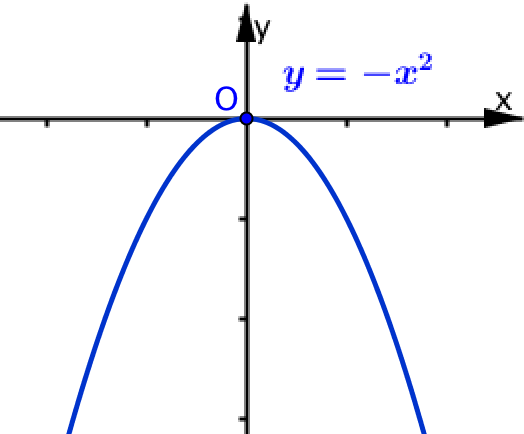 y
y = −x²
O
x